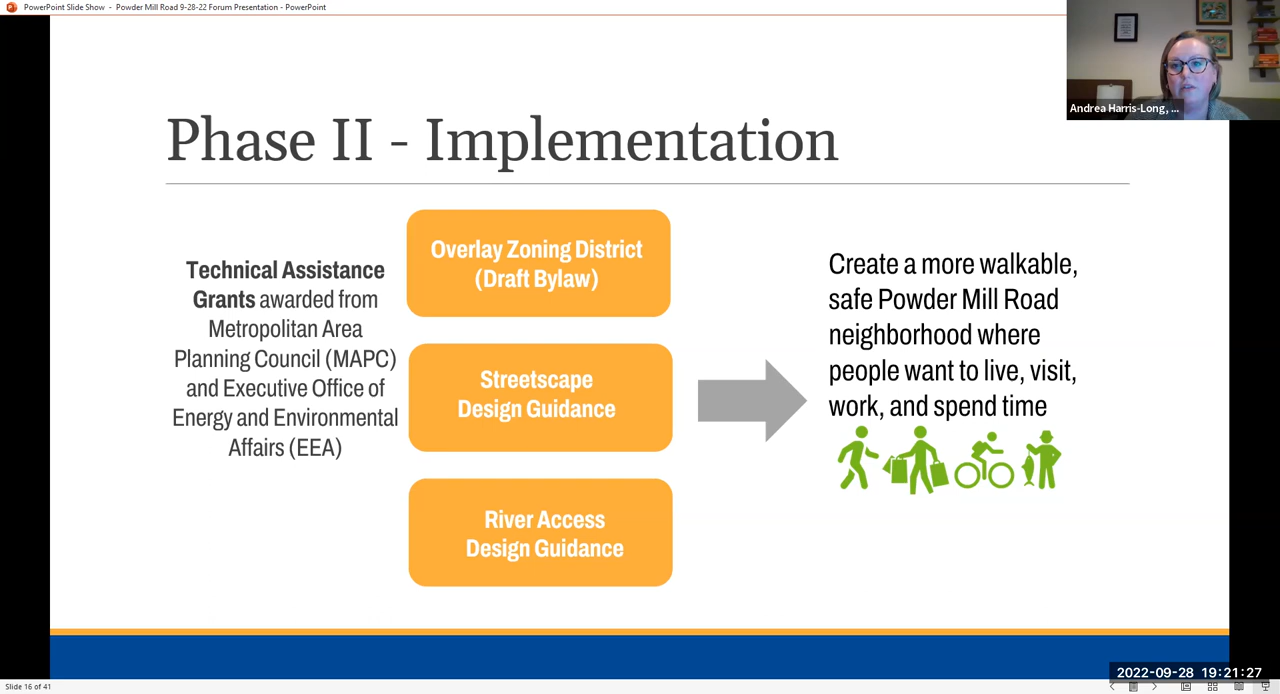 PowerPoint Slide Show - Powder Mill Road 9-28-22 Forum Presentation - PowerPoint
Andrea Harris-Long, ...
Phase II - Implementation
Technical Assistance
Grants awarded from
Metropolitan Area
Planning Council (MAPC)
and Executive Office of
Energy and Environmental
Affairs (EEA)
Overlay Zoning District
(Draft Bylaw)
Streetscape
Design Guidance
River Access
Design Guidance
Create a more walkable,
safe Powder Mill Road
neighborhood where
people want to live, visit,
work, and spend time
2022-09-28 19:21:27
Slide 16 of 41